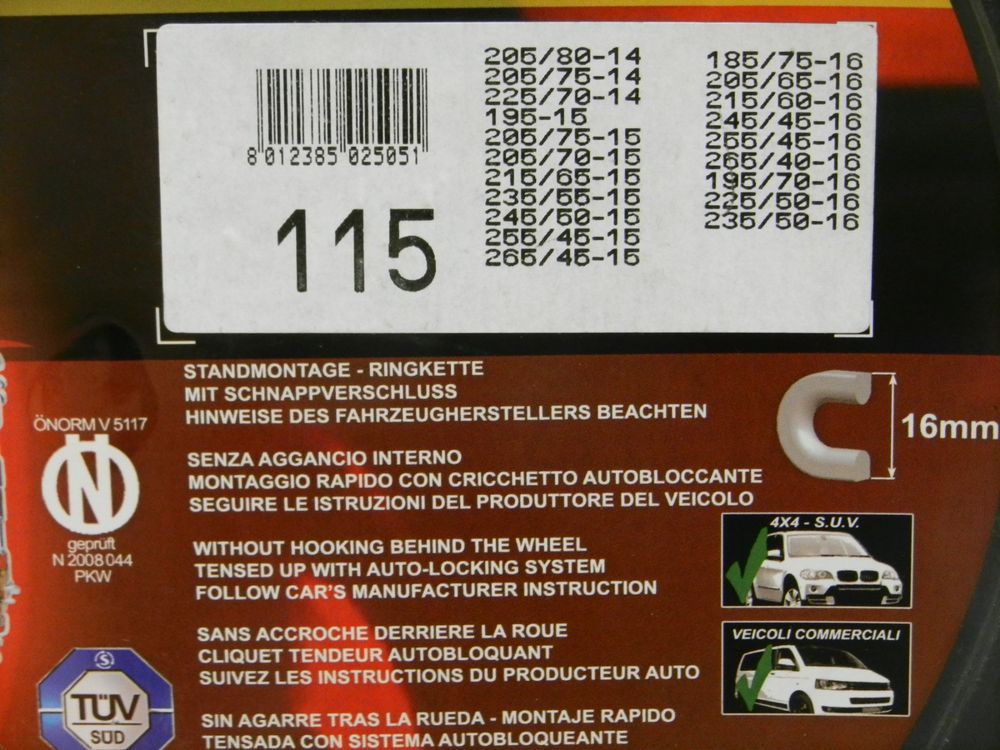 8 012385 025051
115
205/80-14
205/75-14
225/70-14
195-15
205/75-15
205/70-15
215/65-15
235/55-15
245/50-15
255/45-15
265/45-15
185/75-16
205/65-16
215/60-16
245/45-16
255/45-16
265/40-16
195/70-16
225/50-16
235/50-16
STANDMONTAGE - RINGKETTE
MIT SCHNAPPVERSCHLUSS
HINWEISE DES FAHRZEUGHERSTELLERS BEACHTEN
SENZA AGGANCIO INTERNO
MONTAGGIO RAPIDO CON CRICCHETTO AUTOBLOCCANTE
SEGUIRE LE ISTRUZIONI DEL PRODUTTORE DEL VEICOLO
WITHOUT HOOKING BEHIND THE WHEEL
TENSED UP WITH AUTO-LOCKING SYSTEM
FOLLOW CAR'S MANUFACTURER INSTRUCTION
SANS ACCROCHE DERRIERE LA ROUE
CLIQUET TENDEUR AUTOBLOQUANT
SUIVEZ LES INSTRUCTIONS DU PRODUCTEUR AUTO
SIN AGARRE TRAS LA RUEDA - MONTAJE RAPIDO
TENSADA CON SISTEMA AUTOBLOQUEANTE
ÖNORM V 5117
N
geprüft
N 2008 044
PKW
S
TÜV
SÜD
16mm
4X4 - S.U.V.
VEICOLI COMMERCIALI